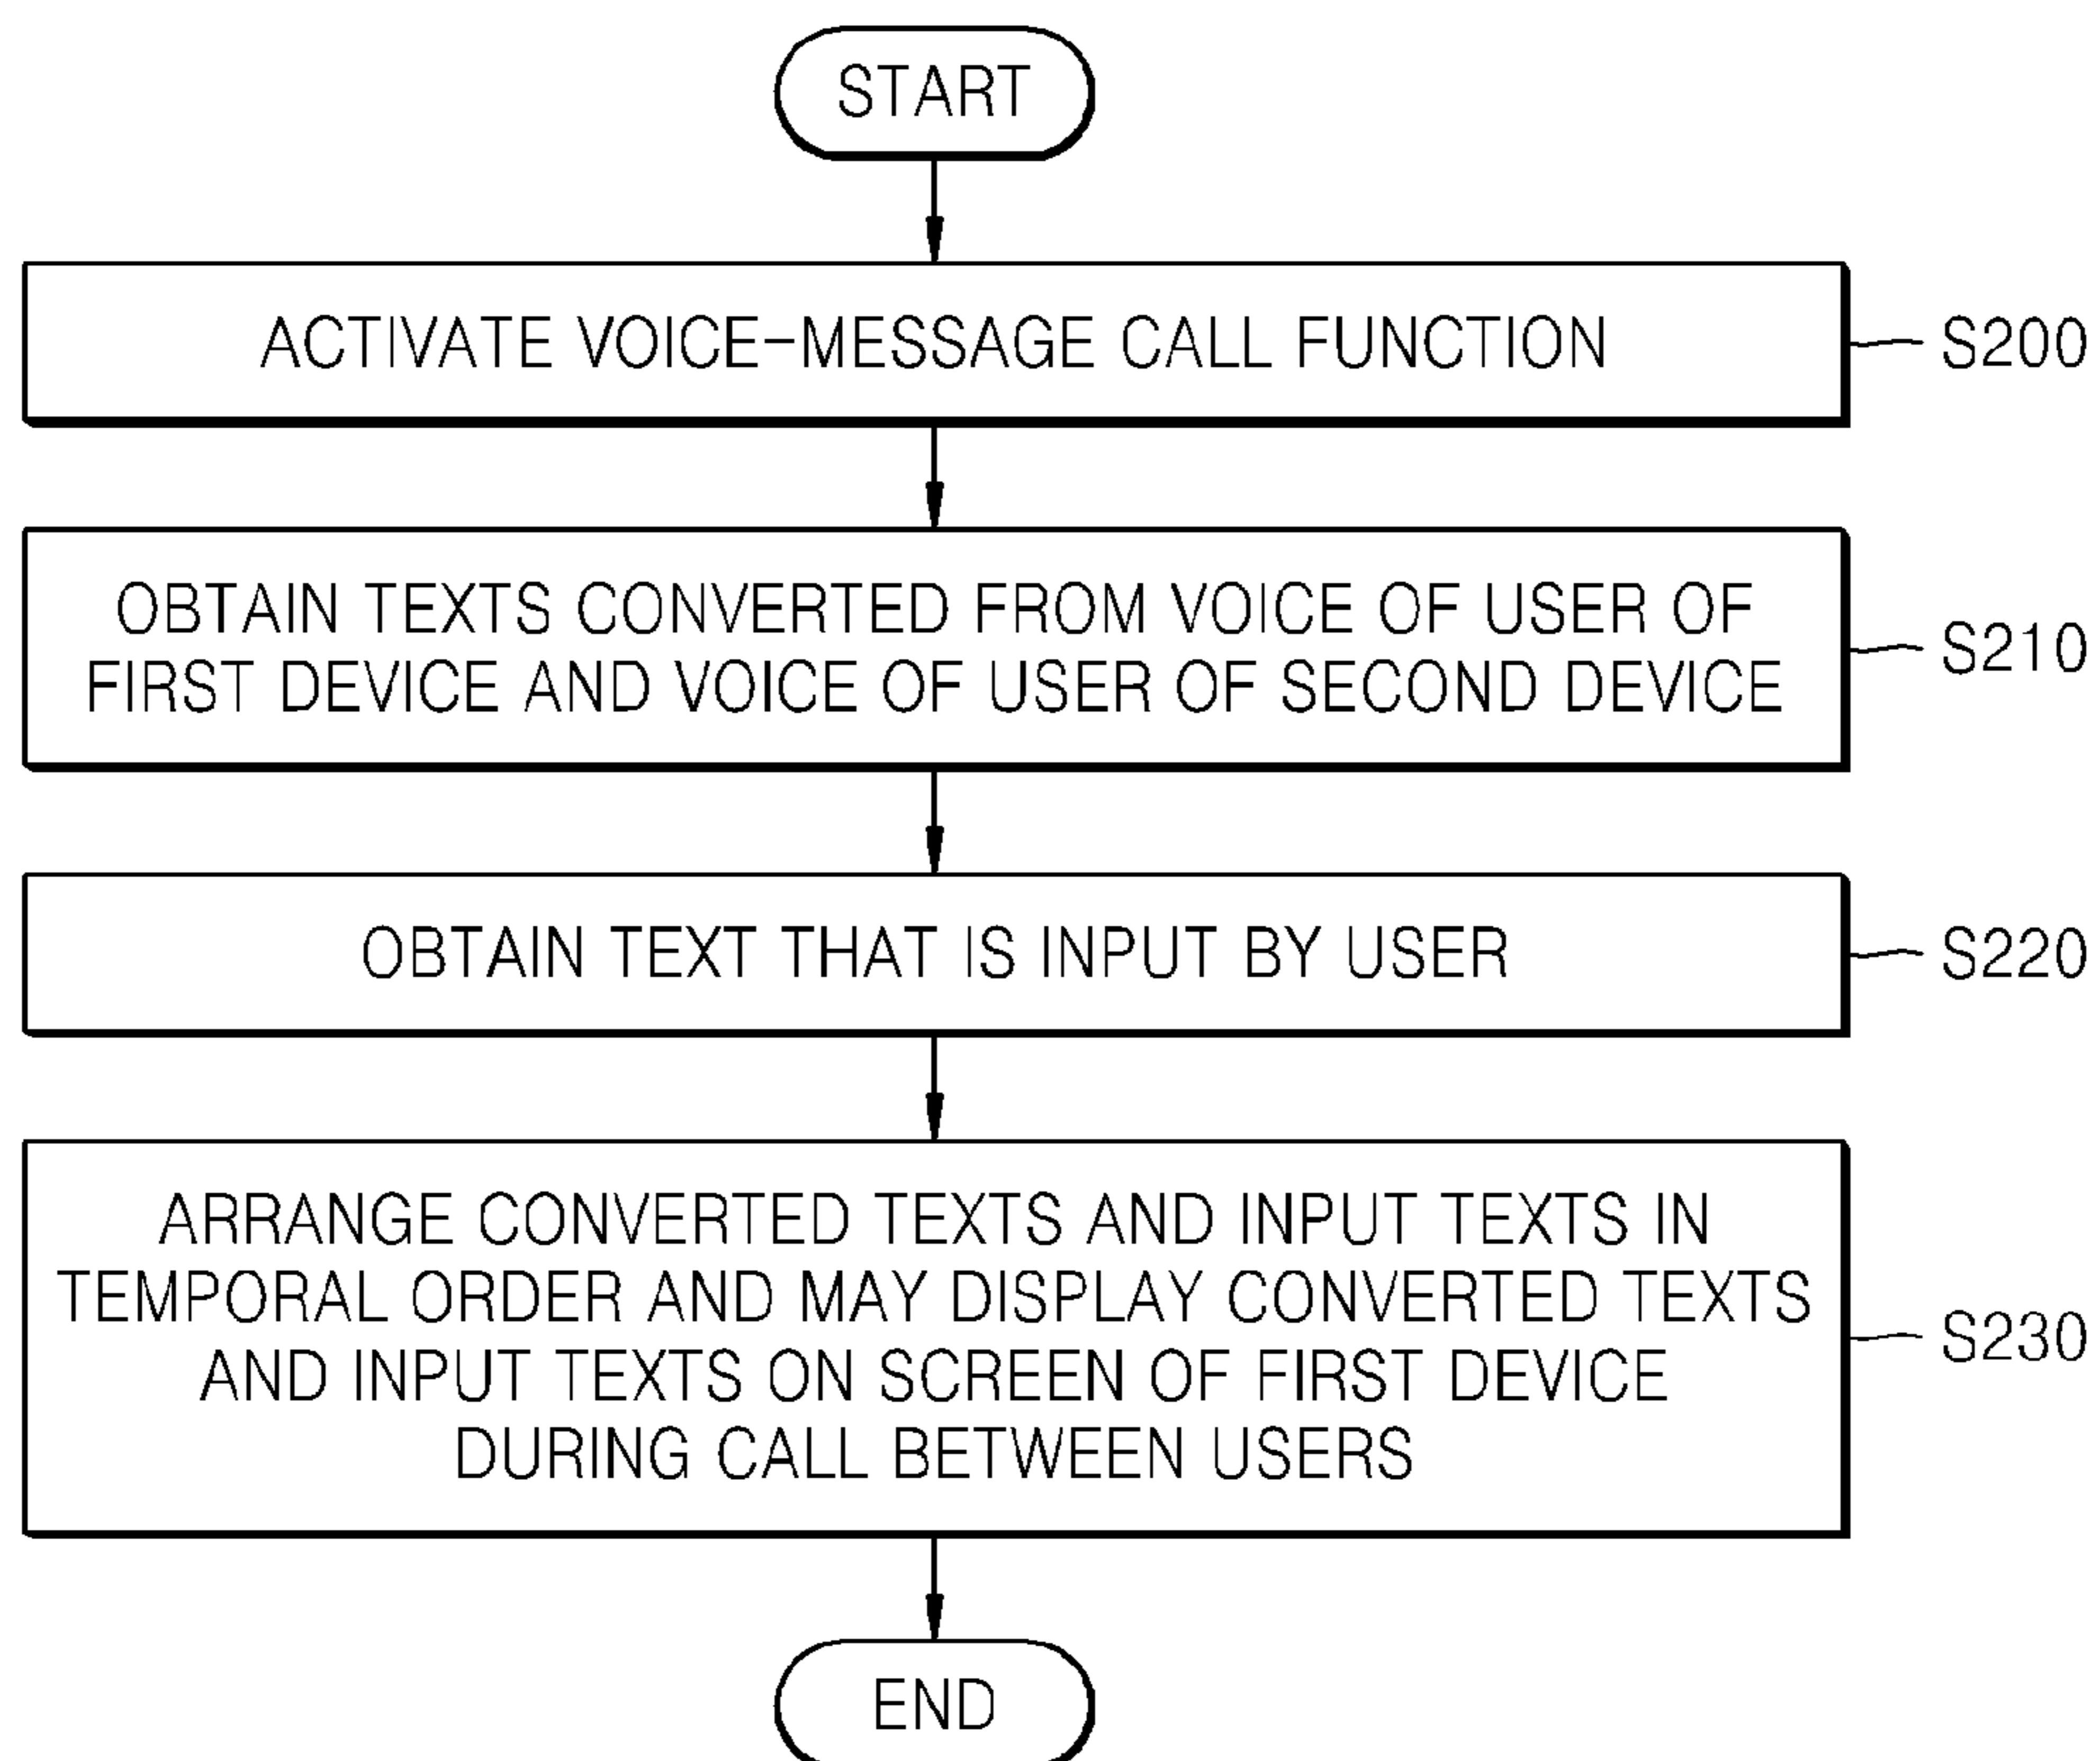 START
ACTIVATE VOICE-MESSAGE CALL FUNCTION
S200
OBTAIN TEXTS CONVERTED FROM VOICE OF USER OF
FIRST DEVICE AND VOICE OF USER OF SECOND DEVICE
S210
OBTAIN TEXT THAT IS INPUT BY USER
S220
ARRANGE CONVERTED TEXTS AND INPUT TEXTS IN
TEMPORAL ORDER AND MAY DISPLAY CONVERTED TEXTS
AND INPUT TEXTS ON SCREEN OF FIRST DEVICE
DURING CALL BETWEEN USERS
S230
END